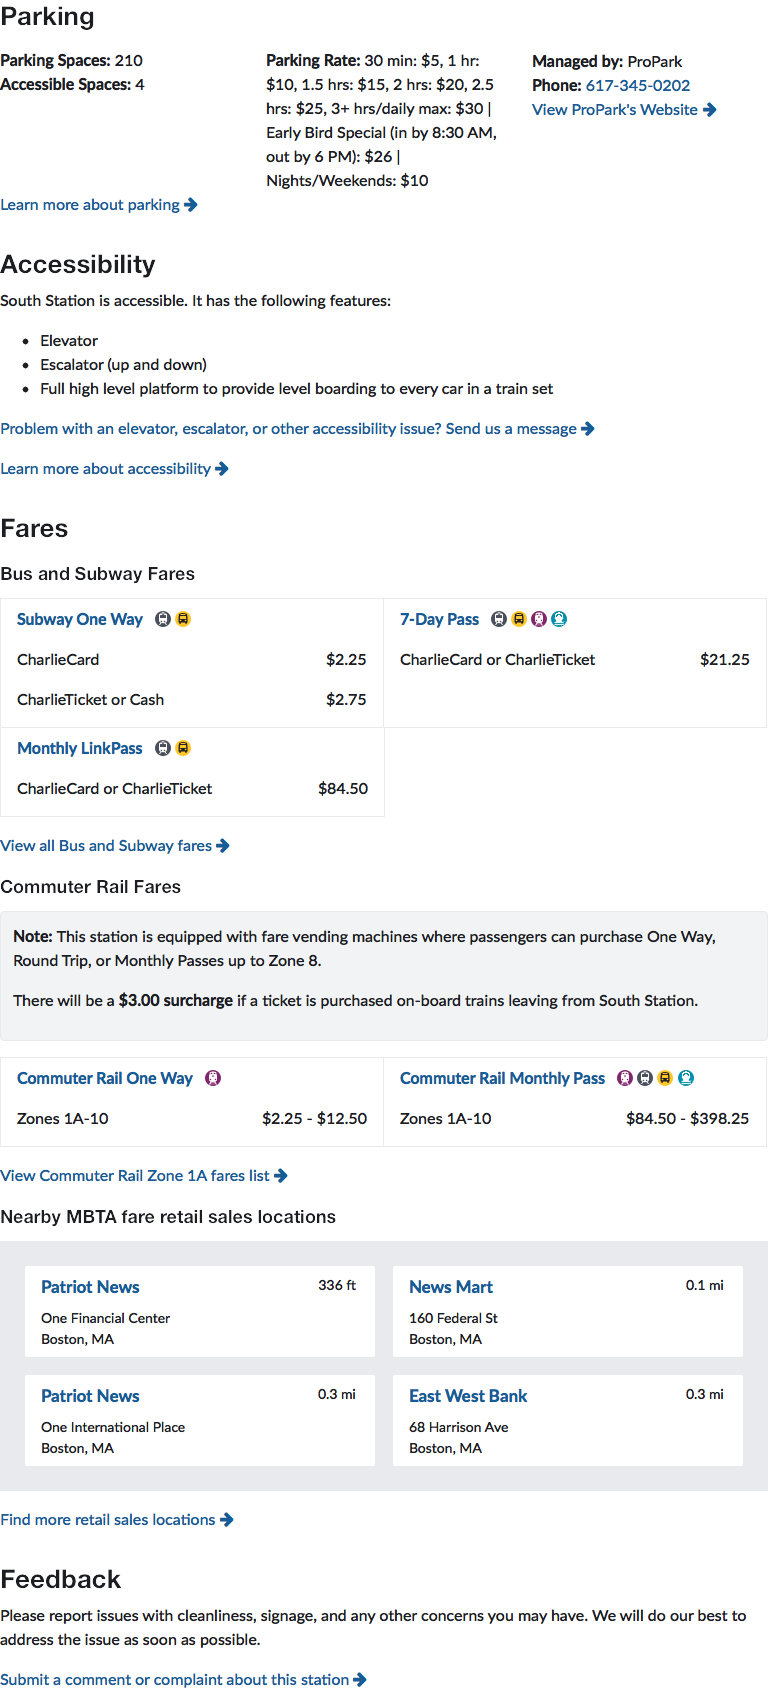 Parking
Parking Spaces: 210
Accessible Spaces: 4
Parking Rate: 30 min: $5, 1 hr:
$10, 1.5 hrs: $15, 2 hrs: $20, 2.5
hrs: $25, 3+ hrs/daily max: $30 |
Early Bird Special (in by 8:30 AM,
out by 6 PM): $26 |
Nights/Weekends: $10
Managed by: ProPark
Phone: 617-345-0202
View ProPark's Website
Learn more about parking
Accessibility
South Station is accessible. It has the following features:
• Elevator
• Escalator (up and down)
• Full high level platform to provide level boarding to every car in a train set
Problem with an elevator, escalator, or other accessibility issue? Send us a message
Learn more about accessibility
Fares
Bus and Subway Fares
Subway One Way
CharlieCard $2.25
CharlieTicket or Cash $2.75
7-Day Pass
CharlieCard or CharlieTicket $21.25
Monthly LinkPass
CharlieCard or CharlieTicket $84.50
View all Bus and Subway fares
Commuter Rail Fares
Note: This station is equipped with fare vending machines where passengers can purchase One Way,
Round Trip, or Monthly Passes up to Zone 8.
There will be a $3.00 surcharge if a ticket is purchased on-board trains leaving from South Station.
Commuter Rail One Way
Zones 1A-10 $2.25 - $12.50
Commuter Rail Monthly Pass
Zones 1A-10 $84.50 - $398.25
View Commuter Rail Zone 1A fares list
Nearby MBTA fare retail sales locations
Patriot News 336 ft
One Financial Center
Boston, MA
News Mart 0.1 mi
160 Federal St
Boston, MA
Patriot News 0.3 mi
One International Place
Boston, MA
East West Bank 0.3 mi
68 Harrison Ave
Boston, MA
Find more retail sales locations
Feedback
Please report issues with cleanliness, signage, and any other concerns you may have. We will do our best to
address the issue as soon as possible.
Submit a comment or complaint about this station